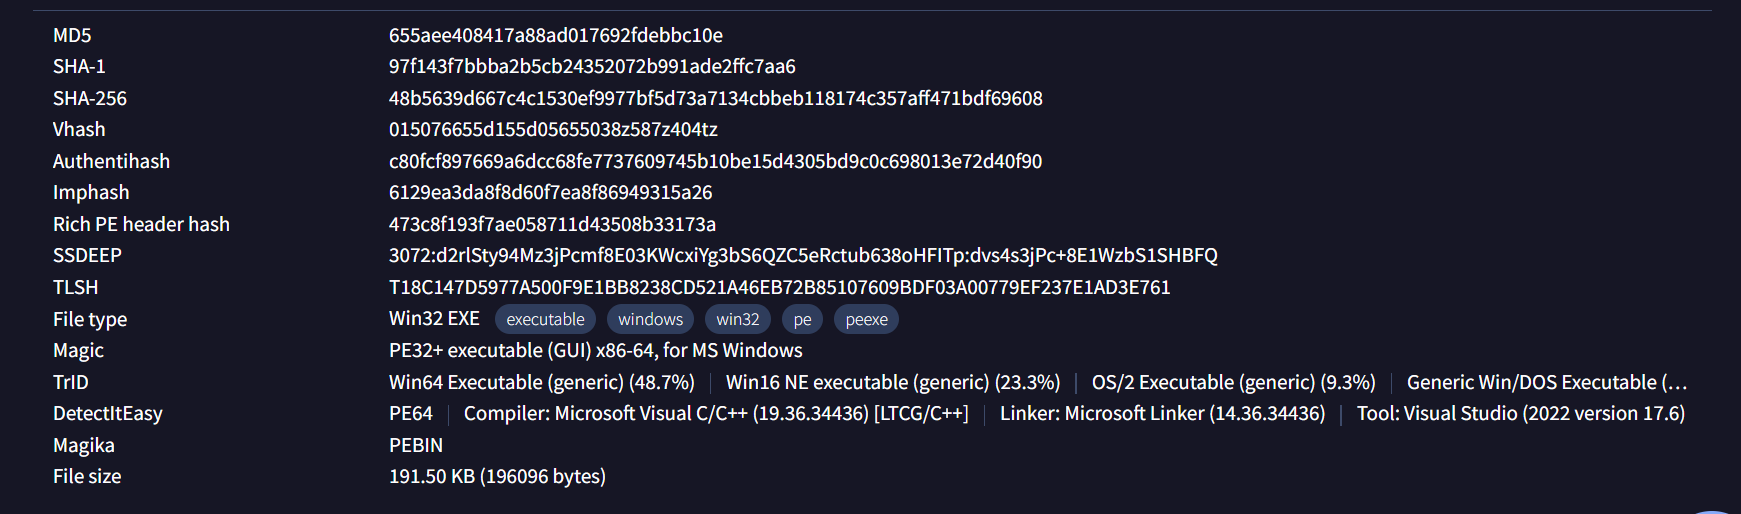 MD5 655aee408417a88ad017692fdebbc10e
SHA-1 97f143f7bbba2b5cb24352072b991ade2ffc7aa6
SHA-256 48b5639d667c4c1530ef9977bf5d73a7134cbbeb118174c357aff471bdf69608
Vhash 015076655d155d05655038z587z404tz
Authentihash c80fcf897669a6dcc68fe7737609745b10be15d4305bd9c0c698013e72d40f90
Imphash 6129ea3da8f8d60f7ea8f86949315a26
Rich PE header hash 473c8f193f7ae058711d43508b33173a
SSDEEP 3072:d2rlSty94Mz3jPcmf8E03KWcxiYg3bS6QZC5eRctub638oHFITp:dvs4s3jPc+8E1WzbS1SHBFQ
TLSH T18C147D5977A500F9E1BB8238CD521A46EB72B85107609BDF03A00779EF237E1AD3E761
File type Win32 EXE executable windows win32 pe peexe
Magic PE32+ executable (GUI) x86-64, for MS Windows
TrID Win64 Executable (generic) (48.7%) Win16 NE executable (generic) (23.3%) OS/2 Executable (generic) (9.3%) Generic Win/DOS Executable (…
DetectItEasy PE64 Compiler: Microsoft Visual C/C++ (19.36.34436) [LTCG/C++] Linker: Microsoft Linker (14.36.34436) Tool: Visual Studio (2022 version 17.6)
Magika PEBIN
File size 191.50 KB (196096 bytes)